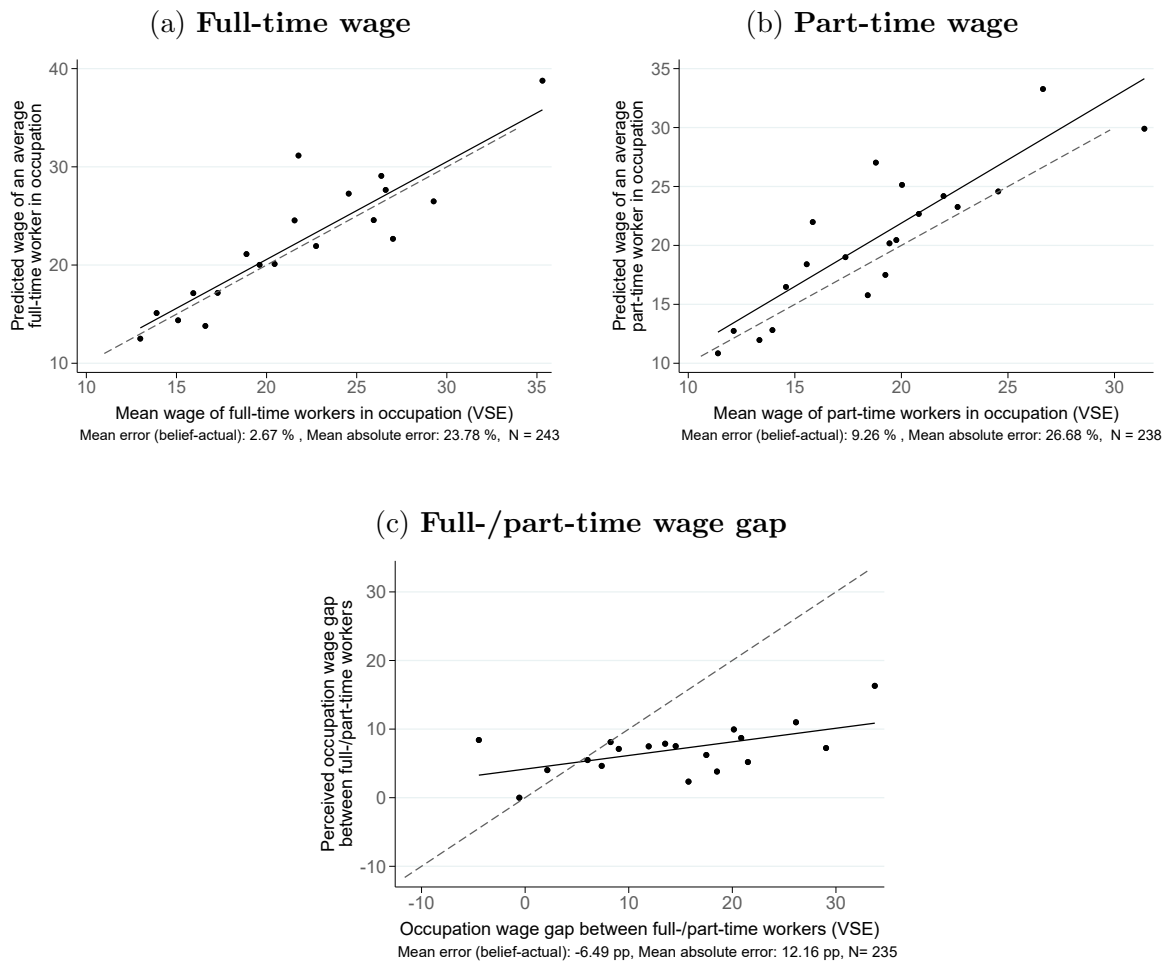 (a) Full-time wage
Predicted wage of an average
full-time worker in occupation
40
30
20
10
10 15 20 25 30 35
Mean wage of full-time workers in occupation (VSE)
Mean error (belief-actual): 2.67 % , Mean absolute error: 23.78 %, N = 243
(b) Part-time wage
Predicted wage of an average
part-time worker in occupation
35
30
25
20
15
10
10 15 20 25 30
Mean wage of part-time workers in occupation (VSE)
Mean error (belief-actual): 9.26 % , Mean absolute error: 26.68 %, N = 238
(c) Full-/part-time wage gap
Perceived occupation wage gap
between full-/part-time workers
30
20
10
0
-10
-10 0 10 20 30
Occupation wage gap between full-/part-time workers (VSE)
Mean error (belief-actual): -6.49 pp, Mean absolute error: 12.16 pp, N= 235